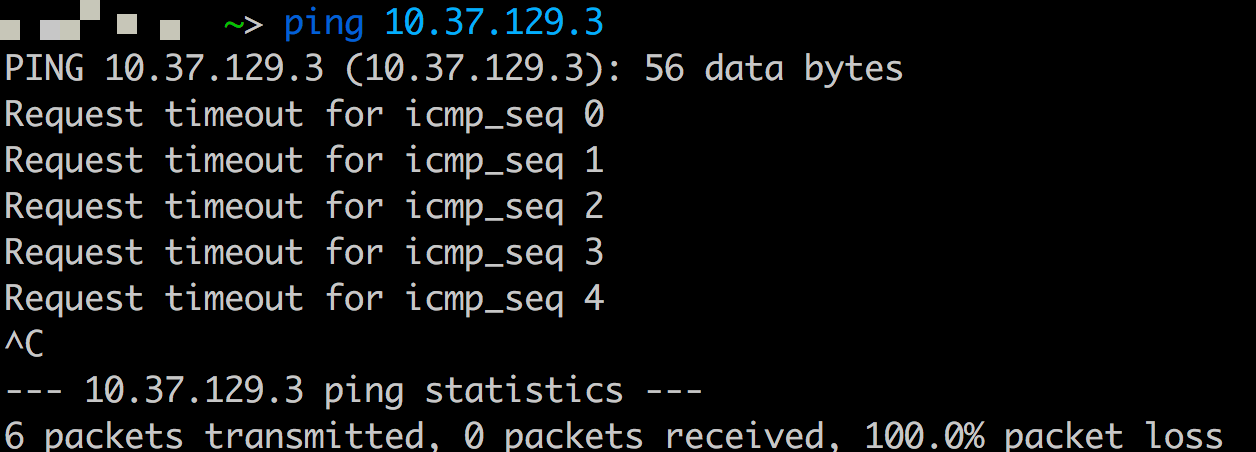 ~> ping 10.37.129.3
PING 10.37.129.3 (10.37.129.3): 56 data bytes
Request timeout for icmp_seq 0
Request timeout for icmp_seq 1
Request timeout for icmp_seq 2
Request timeout for icmp_seq 3
Request timeout for icmp_seq 4
^C
--- 10.37.129.3 ping statistics ---
6 packets transmitted, 0 packets received, 100.0% packet loss